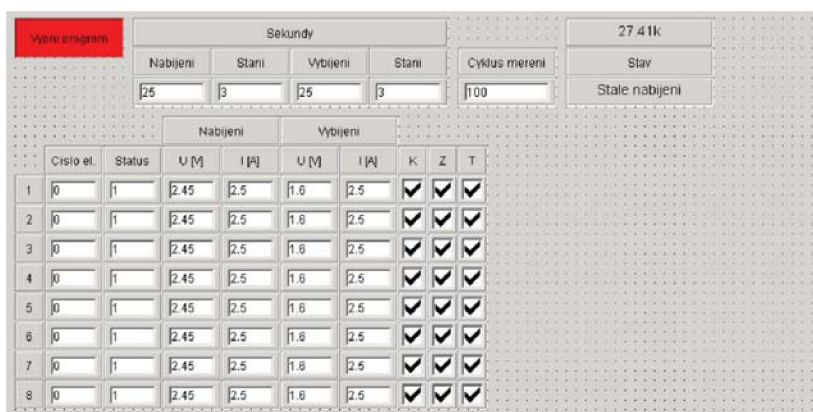 Vypni program Sekundy 27.41k
Nabijeni Stani Vybijeni Stani Cyklus mereni Stav
25 3 25 3 100 Stale nabijeni
Nabijeni Vybijeni
Cislo el. Status U [V] I [A] U [V] I [A] K Z T
1 0 1 2.45 2.5 1.6 2.5
2 0 1 2.45 2.5 1.6 2.5
3 0 1 2.45 2.5 1.6 2.5
4 0 1 2.45 2.5 1.6 2.5
5 0 1 2.45 2.5 1.6 2.5
6 0 1 2.45 2.5 1.6 2.5
7 0 1 2.45 2.5 1.6 2.5
8 0 1 2.45 2.5 1.6 2.5